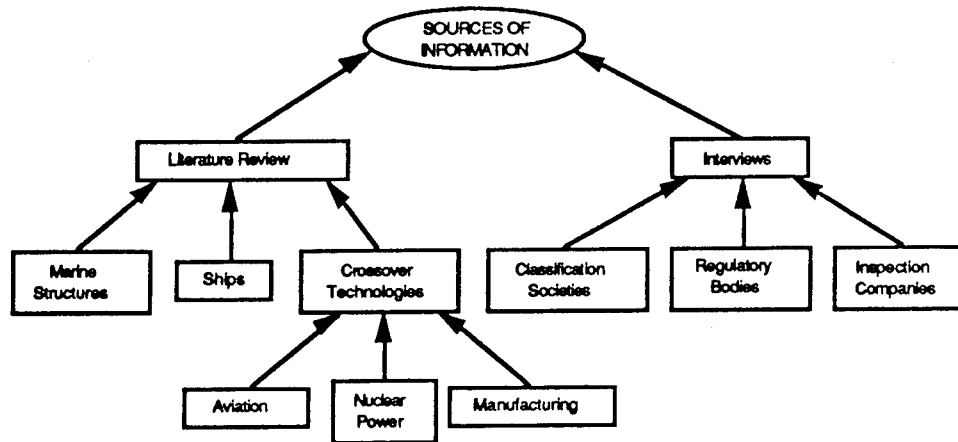 SOURCES OF
INFORMATION
Literature Review
Interviews
Marine
Structures
Ships
Crossover
Technologies
Classification
Societies
Regulatory
Bodies
Inspection
Companies
Aviation
Nuclear
Power
Manufacturing